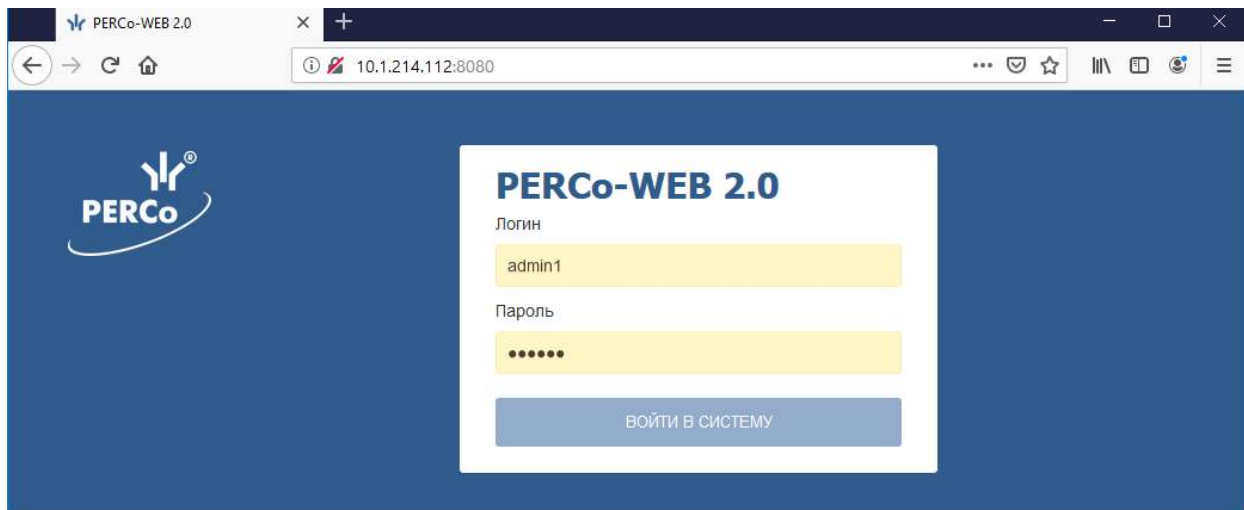 PERCo-WEB 2.0
10.1.214.112:8080
PERCo®
PERCo-WEB 2.0
Логин
admin1
Пароль
••••••
ВОЙТИ В СИСТЕМУ